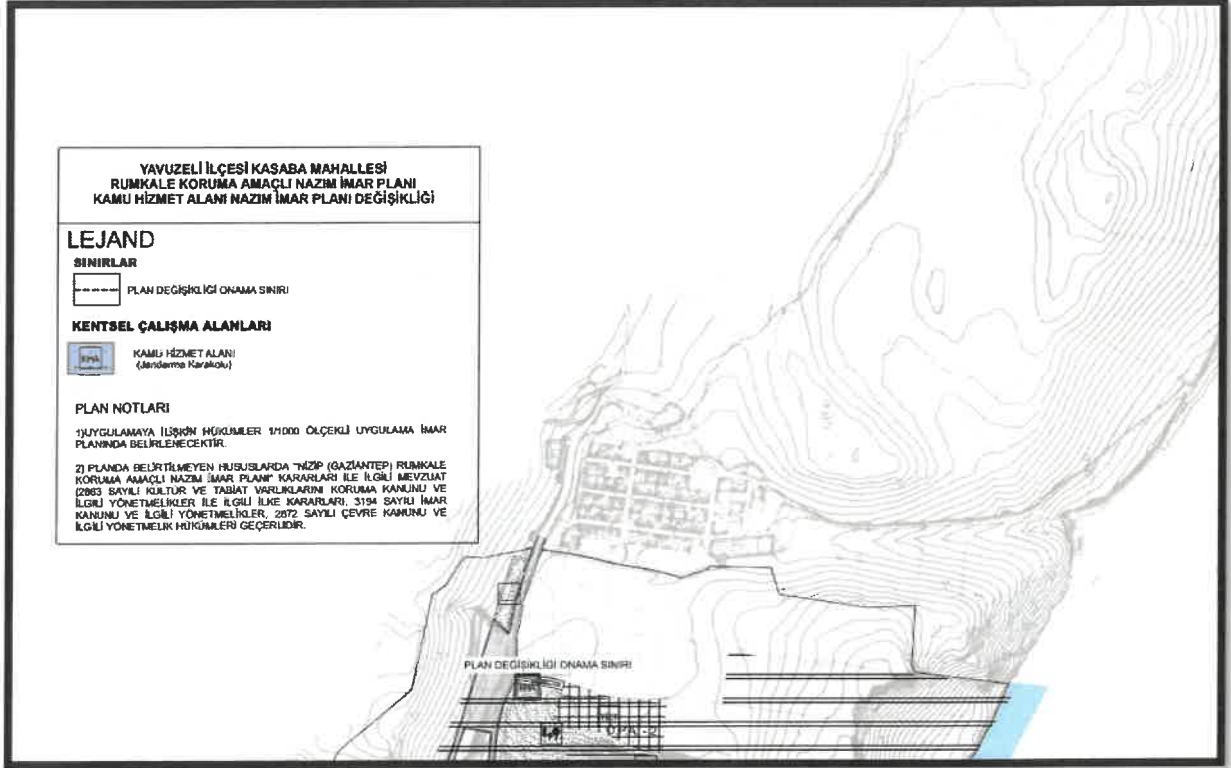 YAVUZELİ İLÇESİ KASABA MAHALLESİ
RUMKALE KORUMA AMAÇLI NAZIM İMAR PLANI
KAMU HİZMET ALANI NAZIM İMAR PLANI DEĞİŞİKLİĞİ
LEJAND
SINIRLAR
PLAN DEĞİŞİKLİĞİ ONAMA SINIRI
KENTSEL ÇALIŞMA ALANLARI
KAMU HİZMET ALANI
(Jandarma Karakolu)
PLAN NOTLARI
1)UYGULAMAYA İLİŞKİN HÜKÜMLER 1/1000 ÖLÇEKLİ UYGULAMA İMAR
PLANINDA BELİRLENECEKTİR.
2) PLANDA BELİRTİLMEYEN HUSUSLARDA "NİZİP (GAZİANTEP) RUMKALE
KORUMA AMAÇLI NAZIM İMAR PLANI" KARARLARI İLE İLGİLİ MEVZUAT
(2863 SAYILI KÜLTÜR VE TABİAT VARLIKLARINI KORUMA KANUNU VE
İLGİLİ YÖNETMELİKLER İLE İLGİLİ İLKE KARARLARI, 3194 SAYILI İMAR
KANUNU VE İLGİLİ YÖNETMELİKLER, 2872 SAYILI ÇEVRE KANUNU VE
İLGİLİ YÖNETMELİK HÜKÜMLERİ GEÇERLİDİR.
PLAN DEĞİŞİKLİĞİ ONAMA SINIRI